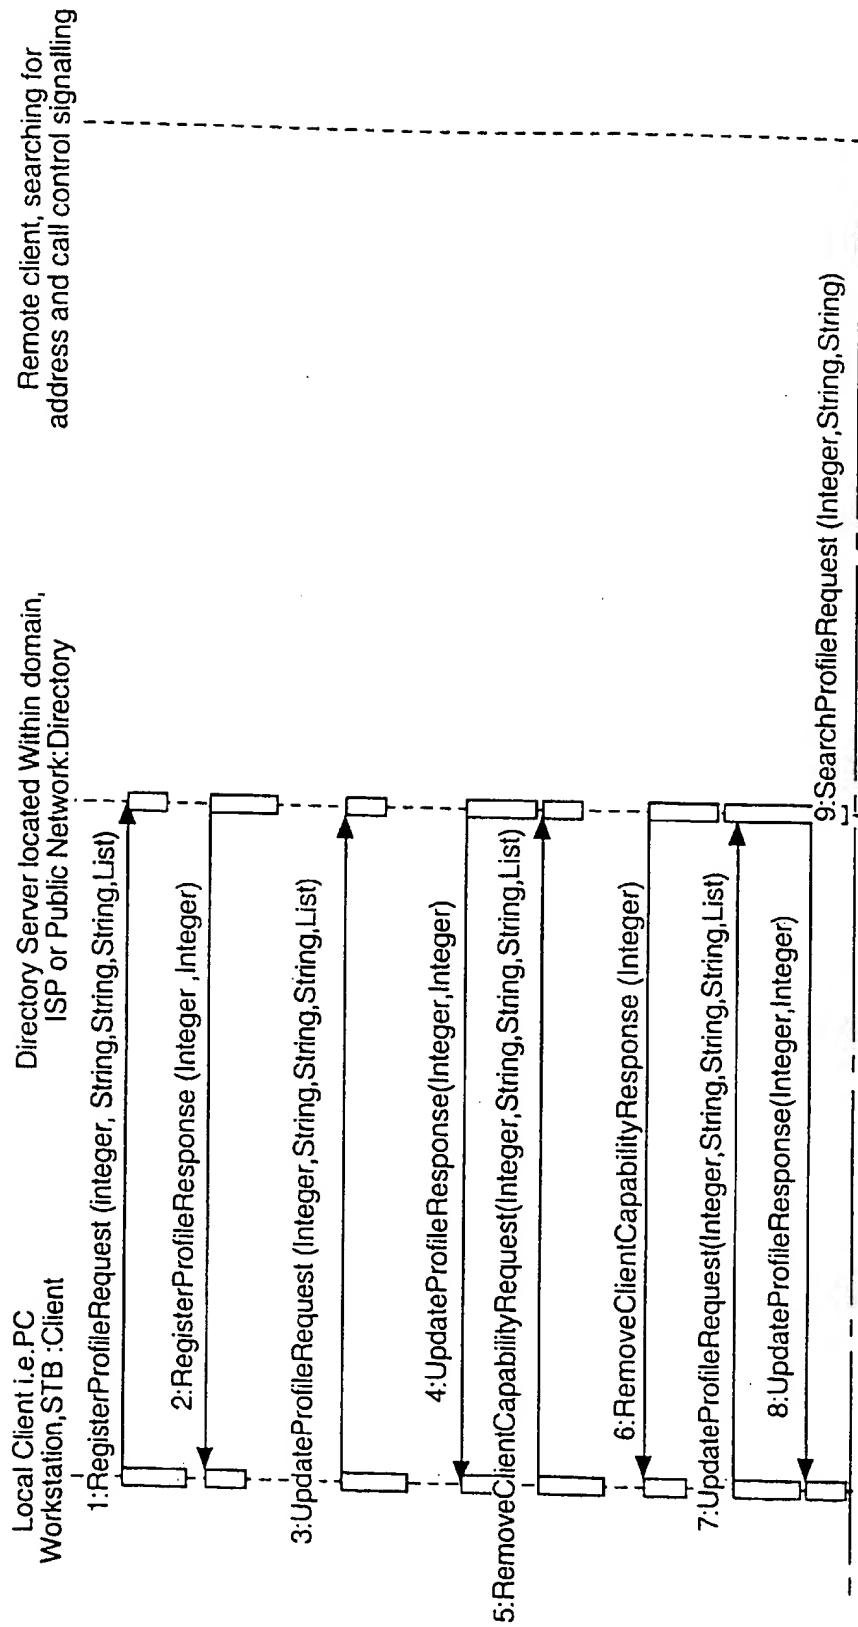 Local Client i.e.PC
Workstation,STB :Client
Directory Server located Within domain,
ISP or Public Network:Directory
Remote client, searching for
address and call control signalling
1:RegisterProfileRequest (integer, String,String,String,List)
2:RegisterProfileResponse (Integer ,Integer)
3:UpdateProfileRequest (Integer,String,String,String,List)
4:UpdateProfileResponse(Integer,Integer)
5:RemoveClientCapabilityRequest(Integer,String,String,String,List)
6:RemoveClientCapabilityResponse (Integer)
7:UpdateProfileRequest(Integer,String,String,String,List)
8:UpdateProfileResponse(Integer,Integer)
9:SearchProfileRequest (Integer,String,String)